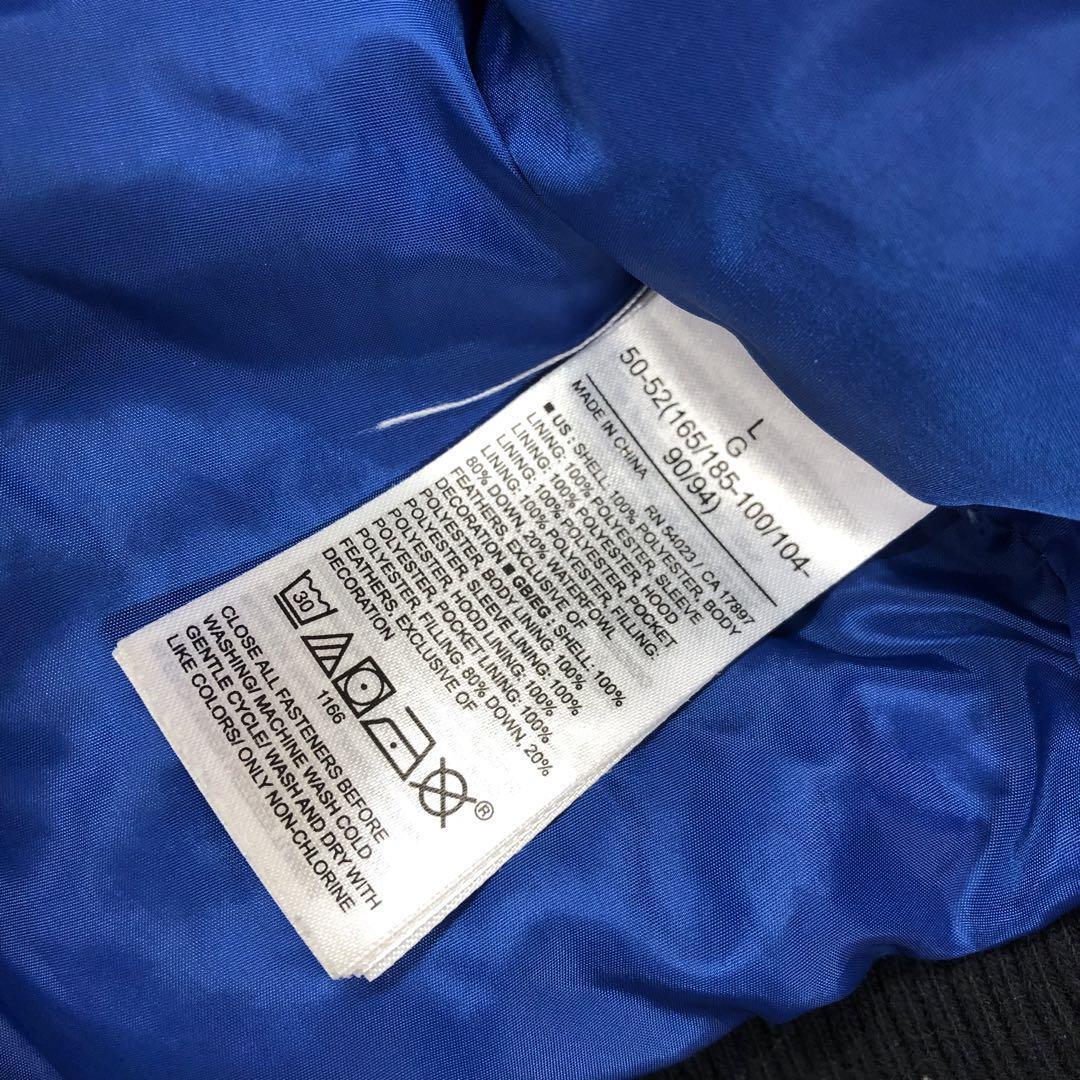 L
G
50-52(165/185-100/104-
90/94)
MADE IN CHINA RN 54023 / CA 17897
■ US : SHELL: 100% POLYESTER, BODY
LINING: 100% POLYESTER, SLEEVE
LINING: 100% POLYESTER, HOOD
LINING: 100% POLYESTER, POCKET
LINING: 100% POLYESTER, FILLING:
80% DOWN, 20% WATER-FOWL
FEATHERS, EXCLUSIVE OF
DECORATION ■ GBIEG : SHELL: 100%
POLYESTER, BODY LINING: 100%
POLYESTER, SLEEVE LINING: 100%
POLYESTER, HOOD LINING: 100%
POLYESTER, POCKET LINING: 100%
POLYESTER, FILLING: 80% DOWN, 20%
FEATHERS, EXCLUSIVE OF
DECORATION
30
®
1166
CLOSE ALL FASTENERS BEFORE
WASHING/ MACHINE WASH COLD
GENTLE CYCLE/ WASH AND DRY WITH
LIKE COLORS/ ONLY NON-CHLORINE